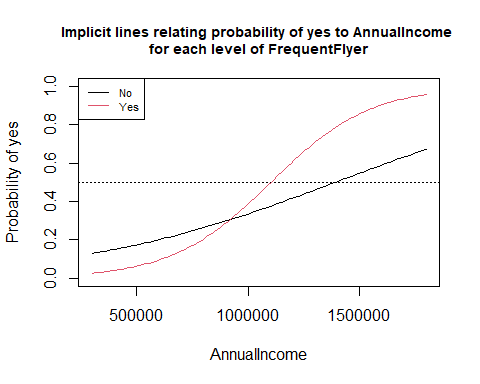 Implicit lines relating probability of yes to AnnualIncome
for each level of FrequentFlyer
No
Yes
Probability of yes
1.0
0.8
0.6
0.4
0.2
0.0
500000 1000000 1500000
AnnualIncome